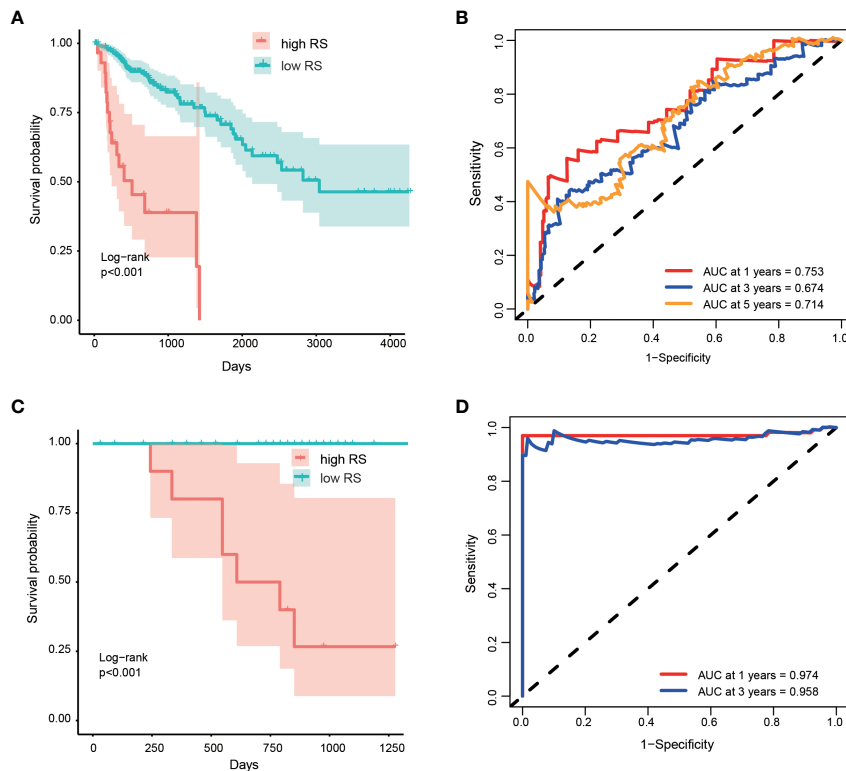 A
Survival probability
1.00
0.75
0.50
0.25
0.00
high RS
low RS
Log-rank
p<0.001
0
1000
2000
3000
4000
Days
B
Sensitivity
1.0
0.8
0.6
0.4
0.2
0.0
AUC at 1 years = 0.753
AUC at 3 years = 0.674
AUC at 5 years = 0.714
0.0
0.2
0.4
0.6
0.8
1.0
1-Specificity
C
Survival probability
1.00
0.75
0.50
0.25
0.00
high RS
low RS
Log-rank
p<0.001
0
250
500
750
1000
1250
Days
D
Sensitivity
1.0
0.8
0.6
0.4
0.2
0.0
AUC at 1 years = 0.974
AUC at 3 years = 0.958
0.0
0.2
0.4
0.6
0.8
1.0
1-Specificity